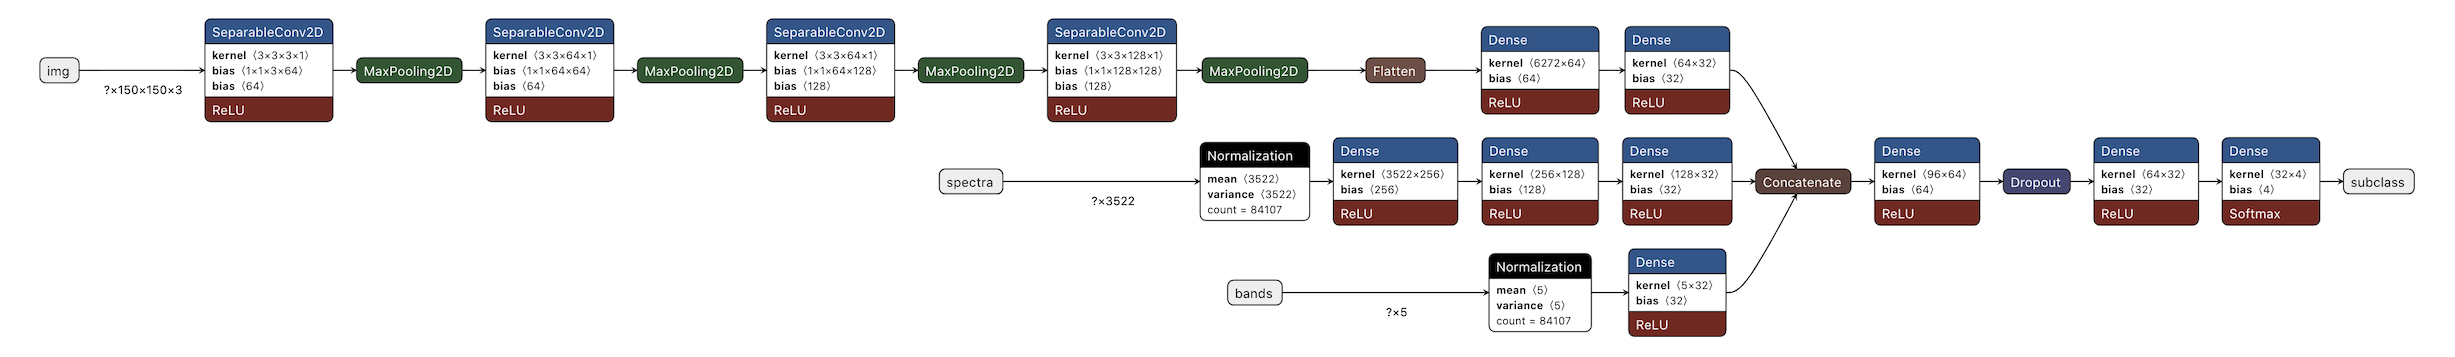 img
?×150×150×3
SeparableConv2D
kernel ⟨3×3×3×1⟩
bias ⟨1×1×3×64⟩
bias ⟨64⟩
ReLU
MaxPooling2D
SeparableConv2D
kernel ⟨3×3×64×1⟩
bias ⟨1×1×64×64⟩
bias ⟨64⟩
ReLU
MaxPooling2D
SeparableConv2D
kernel ⟨3×3×64×1⟩
bias ⟨1×1×64×128⟩
bias ⟨128⟩
ReLU
MaxPooling2D
SeparableConv2D
kernel ⟨3×3×128×1⟩
bias ⟨1×1×128×128⟩
bias ⟨128⟩
ReLU
MaxPooling2D
Flatten
Dense
kernel ⟨6272×64⟩
bias ⟨64⟩
ReLU
Dense
kernel ⟨64×32⟩
bias ⟨32⟩
ReLU
spectra
?×3522
Normalization
mean ⟨3522⟩
variance ⟨3522⟩
count = 84107
Dense
kernel ⟨3522×256⟩
bias ⟨256⟩
ReLU
Dense
kernel ⟨256×128⟩
bias ⟨128⟩
ReLU
Dense
kernel ⟨128×32⟩
bias ⟨32⟩
ReLU
Concatenate
Dense
kernel ⟨96×64⟩
bias ⟨64⟩
ReLU
Dropout
Dense
kernel ⟨64×32⟩
bias ⟨32⟩
ReLU
Dense
kernel ⟨32×4⟩
bias ⟨4⟩
Softmax
subclass
bands
?×5
Normalization
mean ⟨5⟩
variance ⟨5⟩
count = 84107
Dense
kernel ⟨5×32⟩
bias ⟨32⟩
ReLU